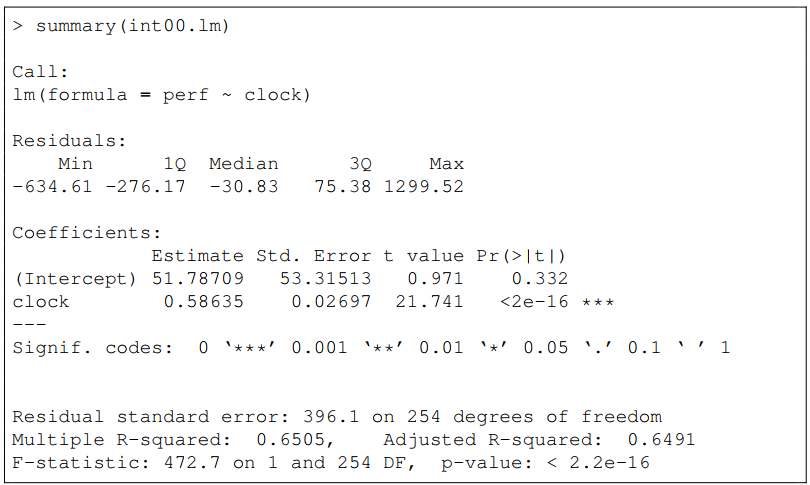 > summary(int00.lm)
Call:
lm(formula = perf ~ clock)
Residuals:
    Min      1Q  Median      3Q     Max
-634.61 -276.17  -30.83   75.38 1299.52
Coefficients:
            Estimate Std. Error t value Pr(>|t|)
(Intercept) 51.78709   53.31513   0.971    0.332
clock        0.58635    0.02697  21.741   <2e-16 ***
---
Signif. codes:  0 ‘***’ 0.001 ‘**’ 0.01 ‘*’ 0.05 ‘.’ 0.1 ‘ ’ 1
Residual standard error: 396.1 on 254 degrees of freedom
Multiple R-squared:  0.6505,    Adjusted R-squared:  0.6491
F-statistic: 472.7 on 1 and 254 DF,  p-value: < 2.2e-16